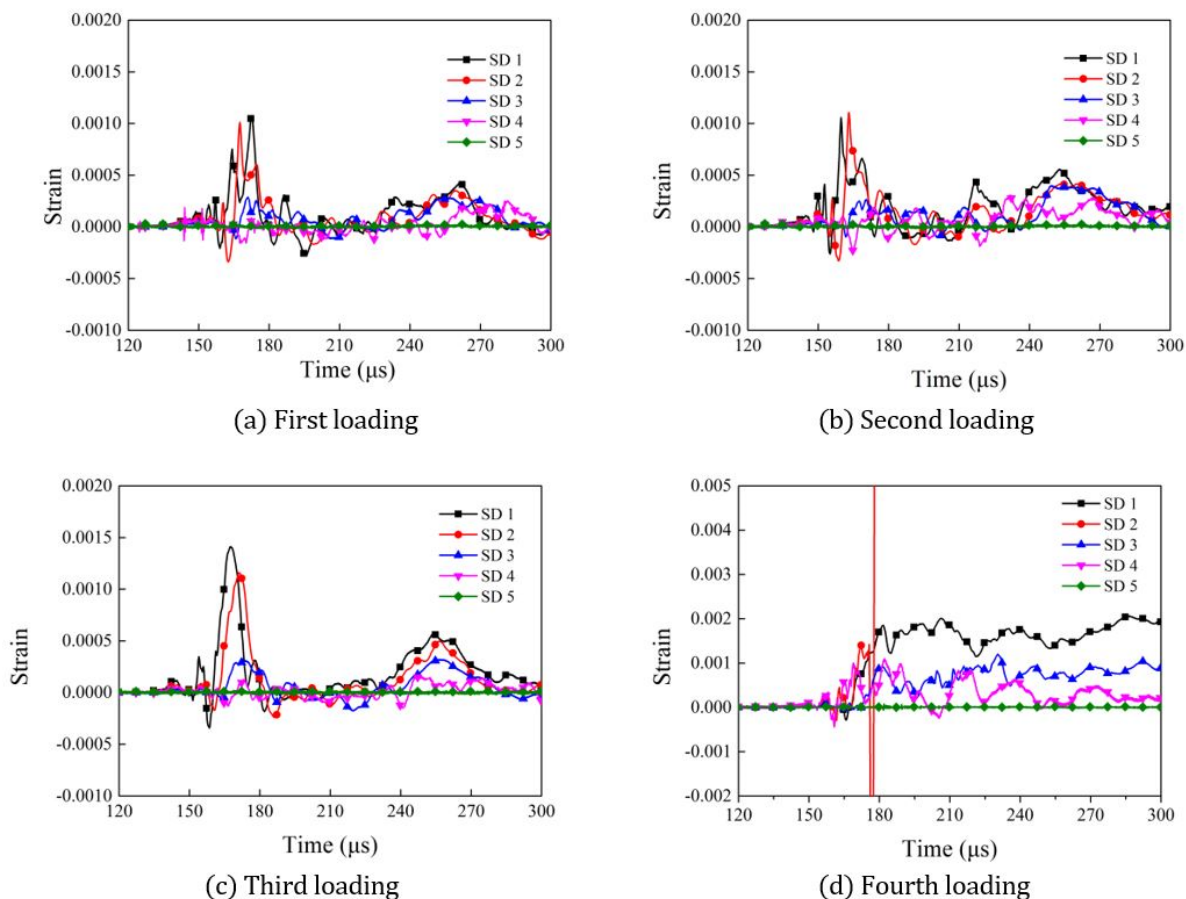 0.0020
0.0015
0.0010
0.0005
0.0000
-0.0005
-0.0010
Strain
SD 1
SD 2
SD 3
SD 4
SD 5
120 150 180 210 240 270 300
Time (μs)
(a) First loading
0.0020
0.0015
0.0010
0.0005
0.0000
-0.0005
-0.0010
Strain
SD 1
SD 2
SD 3
SD 4
SD 5
120 150 180 210 240 270 300
Time (μs)
(b) Second loading
0.0020
0.0015
0.0010
0.0005
0.0000
-0.0005
-0.0010
Strain
SD 1
SD 2
SD 3
SD 4
SD 5
120 150 180 210 240 270 300
Time (μs)
(c) Third loading
0.005
0.005
0.003
0.002
0.001
0.000
-0.001
-0.002
Strain
SD 1
SD 2
SD 3
SD 4
SD 5
120 150 180 210 240 270 300
Time (μs)
(d) Fourth loading